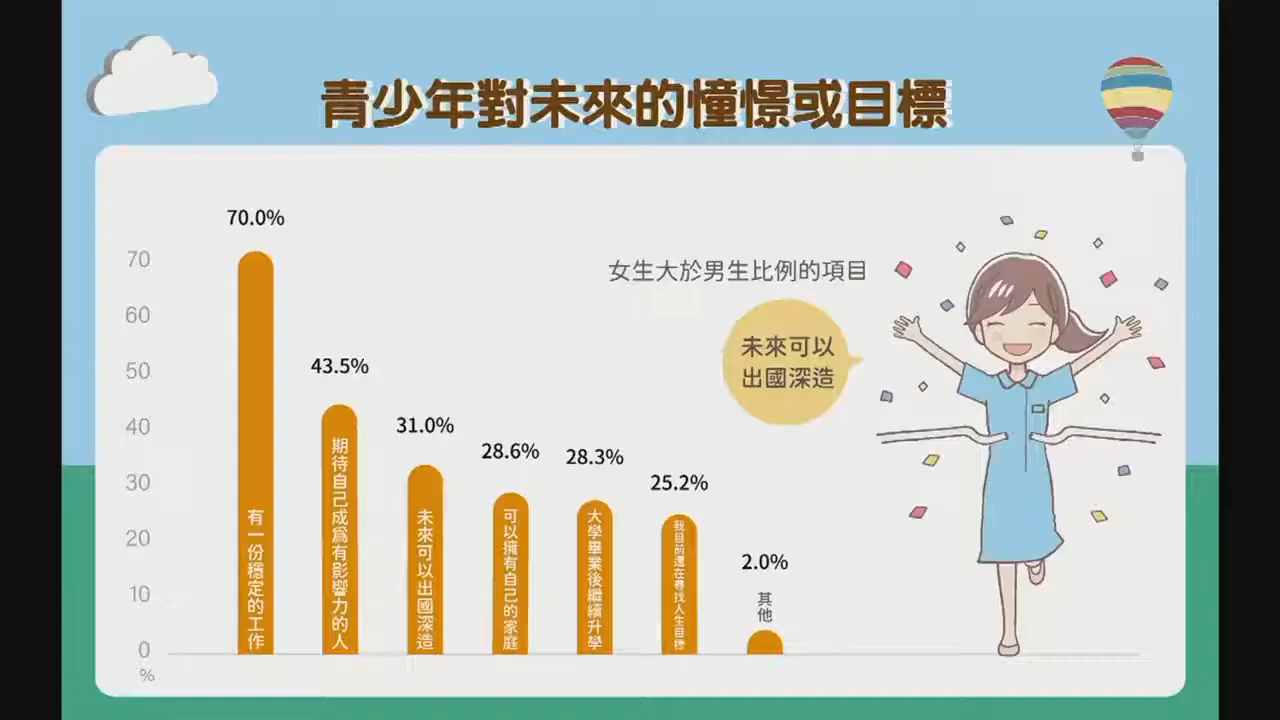 青少年對未來的憧憬或目標
70.0%
43.5%
31.0%
28.6%
28.3%
25.2%
2.0%
70
60
50
40
30
20
10
0
%
有一份穩定的工作
期待自己成為有影響力的人
未來可以出國深造
可以擁有自己的家庭
大學畢業後繼續升學
我目前還在尋找人生目標
其他
女生大於男生比例的項目
未來可以
出國深造